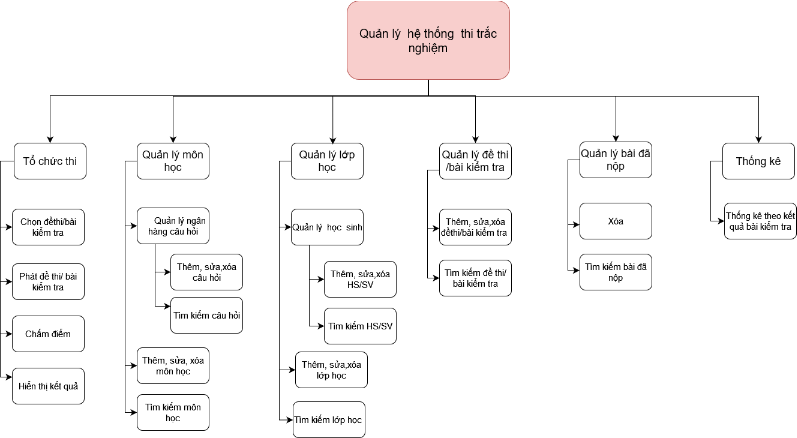 Quản lý hệ thống thi trắc
nghiệm
Tổ chức thi
Quản lý môn
học
Quản lý lớp
học
Quản lý đề thi
/bài kiểm tra
Quản lý bài đã
nộp
Thống kê
Chọn đềthi/bài
kiểm tra
Phát đề thi/ bài
kiểm tra
Chấm điểm
Hiển thị kết quả
Quản lý ngân
hàng câu hỏi
Thêm, sửa,xóa
câu hỏi
Tìm kiếm câu hỏi
Thêm, sửa, xóa
môn học
Tìm kiếm môn
học
Quản lý học sinh
Thêm, sửa,xóa
HS/SV
Tìm kiếm HS/SV
Thêm, sửa,xóa
lớp học
Tìm kiếm lớp học
Thêm, sửa,xóa
đềthi/bài kiểm tra
Tìm kiếm đề thi/
bài kiểm tra
Xóa
Tìm kiếm bài đã
nộp
Thống kê theo kết
quả bài kiểm tra